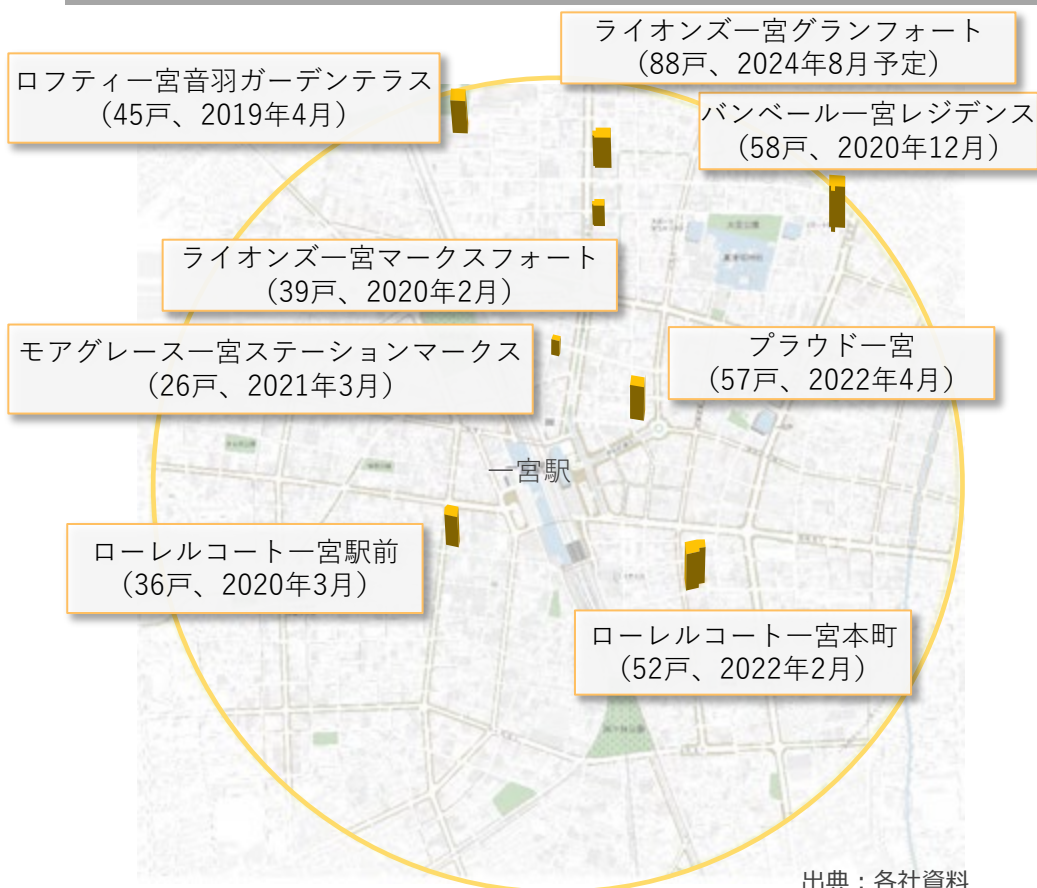 ライオンズ一宮グランフォート
(88戸、2024年8月予定)
ロフティ一宮音羽ガーデンテラス
(45戸、2019年4月)
バンベール一宮レジデンス
(58戸、2020年12月)
ライオンズ一宮マークスフォート
(39戸、2020年2月)
モアグレース一宮ステーションマークス
(26戸、2021年3月)
プラウド一宮
(57戸、2022年4月)
一宮駅
ローレルコート一宮駅前
(36戸、2020年3月)
ローレルコート一宮本町
(52戸、2022年2月)
出典：各社資料